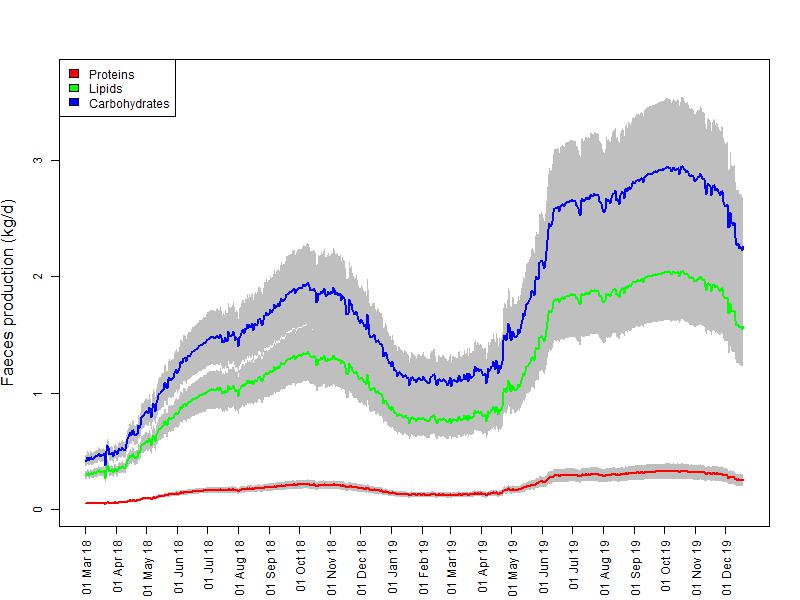 Proteins
Lipids
Carbohydrates
Faeces production (kg/d)
3
2
1
0
01 Mar 18
01 Apr 18
01 May 18
01 Jun 18
01 Jul 18
01 Aug 18
01 Sep 18
01 Oct 18
01 Nov 18
01 Dec 18
01 Jan 19
01 Feb 19
01 Mar 19
01 Apr 19
01 May 19
01 Jun 19
01 Jul 19
01 Aug 19
01 Sep 19
01 Oct 19
01 Nov 19
01 Dec 19